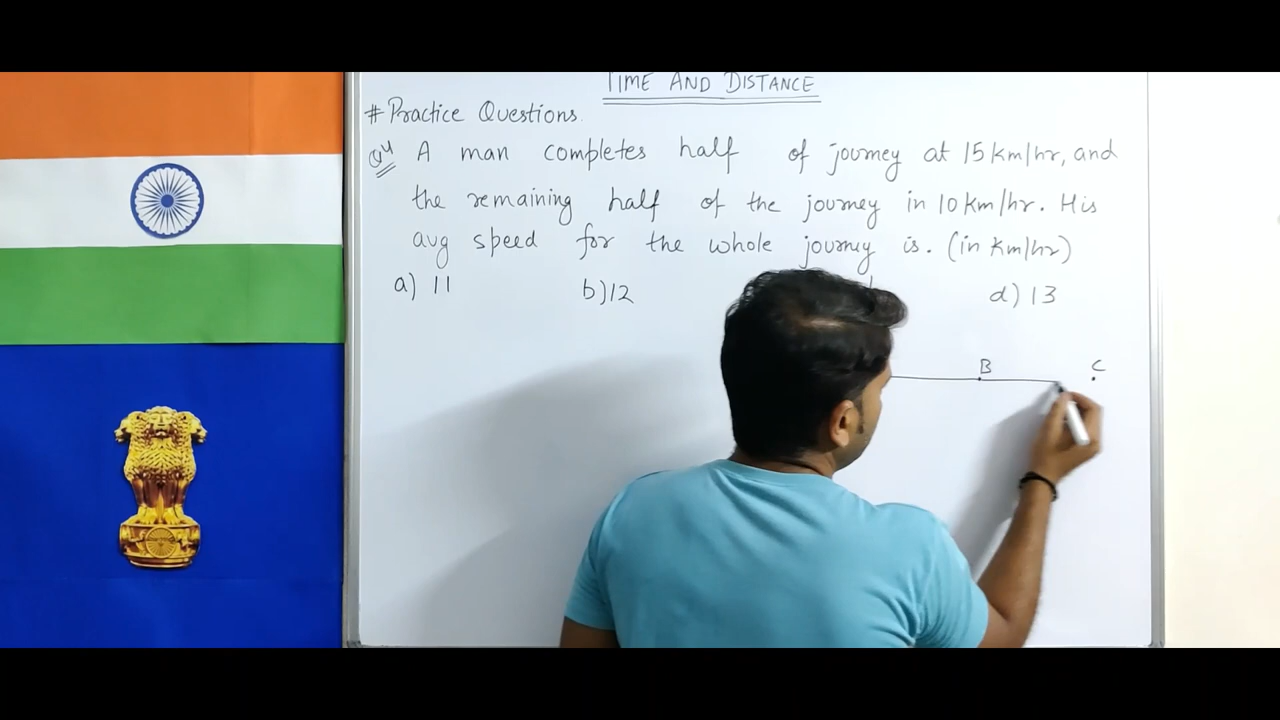 TIME AND DISTANCE
# Practice Questions.
Q4 A man completes half of journey at 15 km/hr, and
the remaining half of the journey in 10 km/hr. His
avg speed for the whole journey is. (in km/hr)
a) 11 b) 12 d) 13
B C